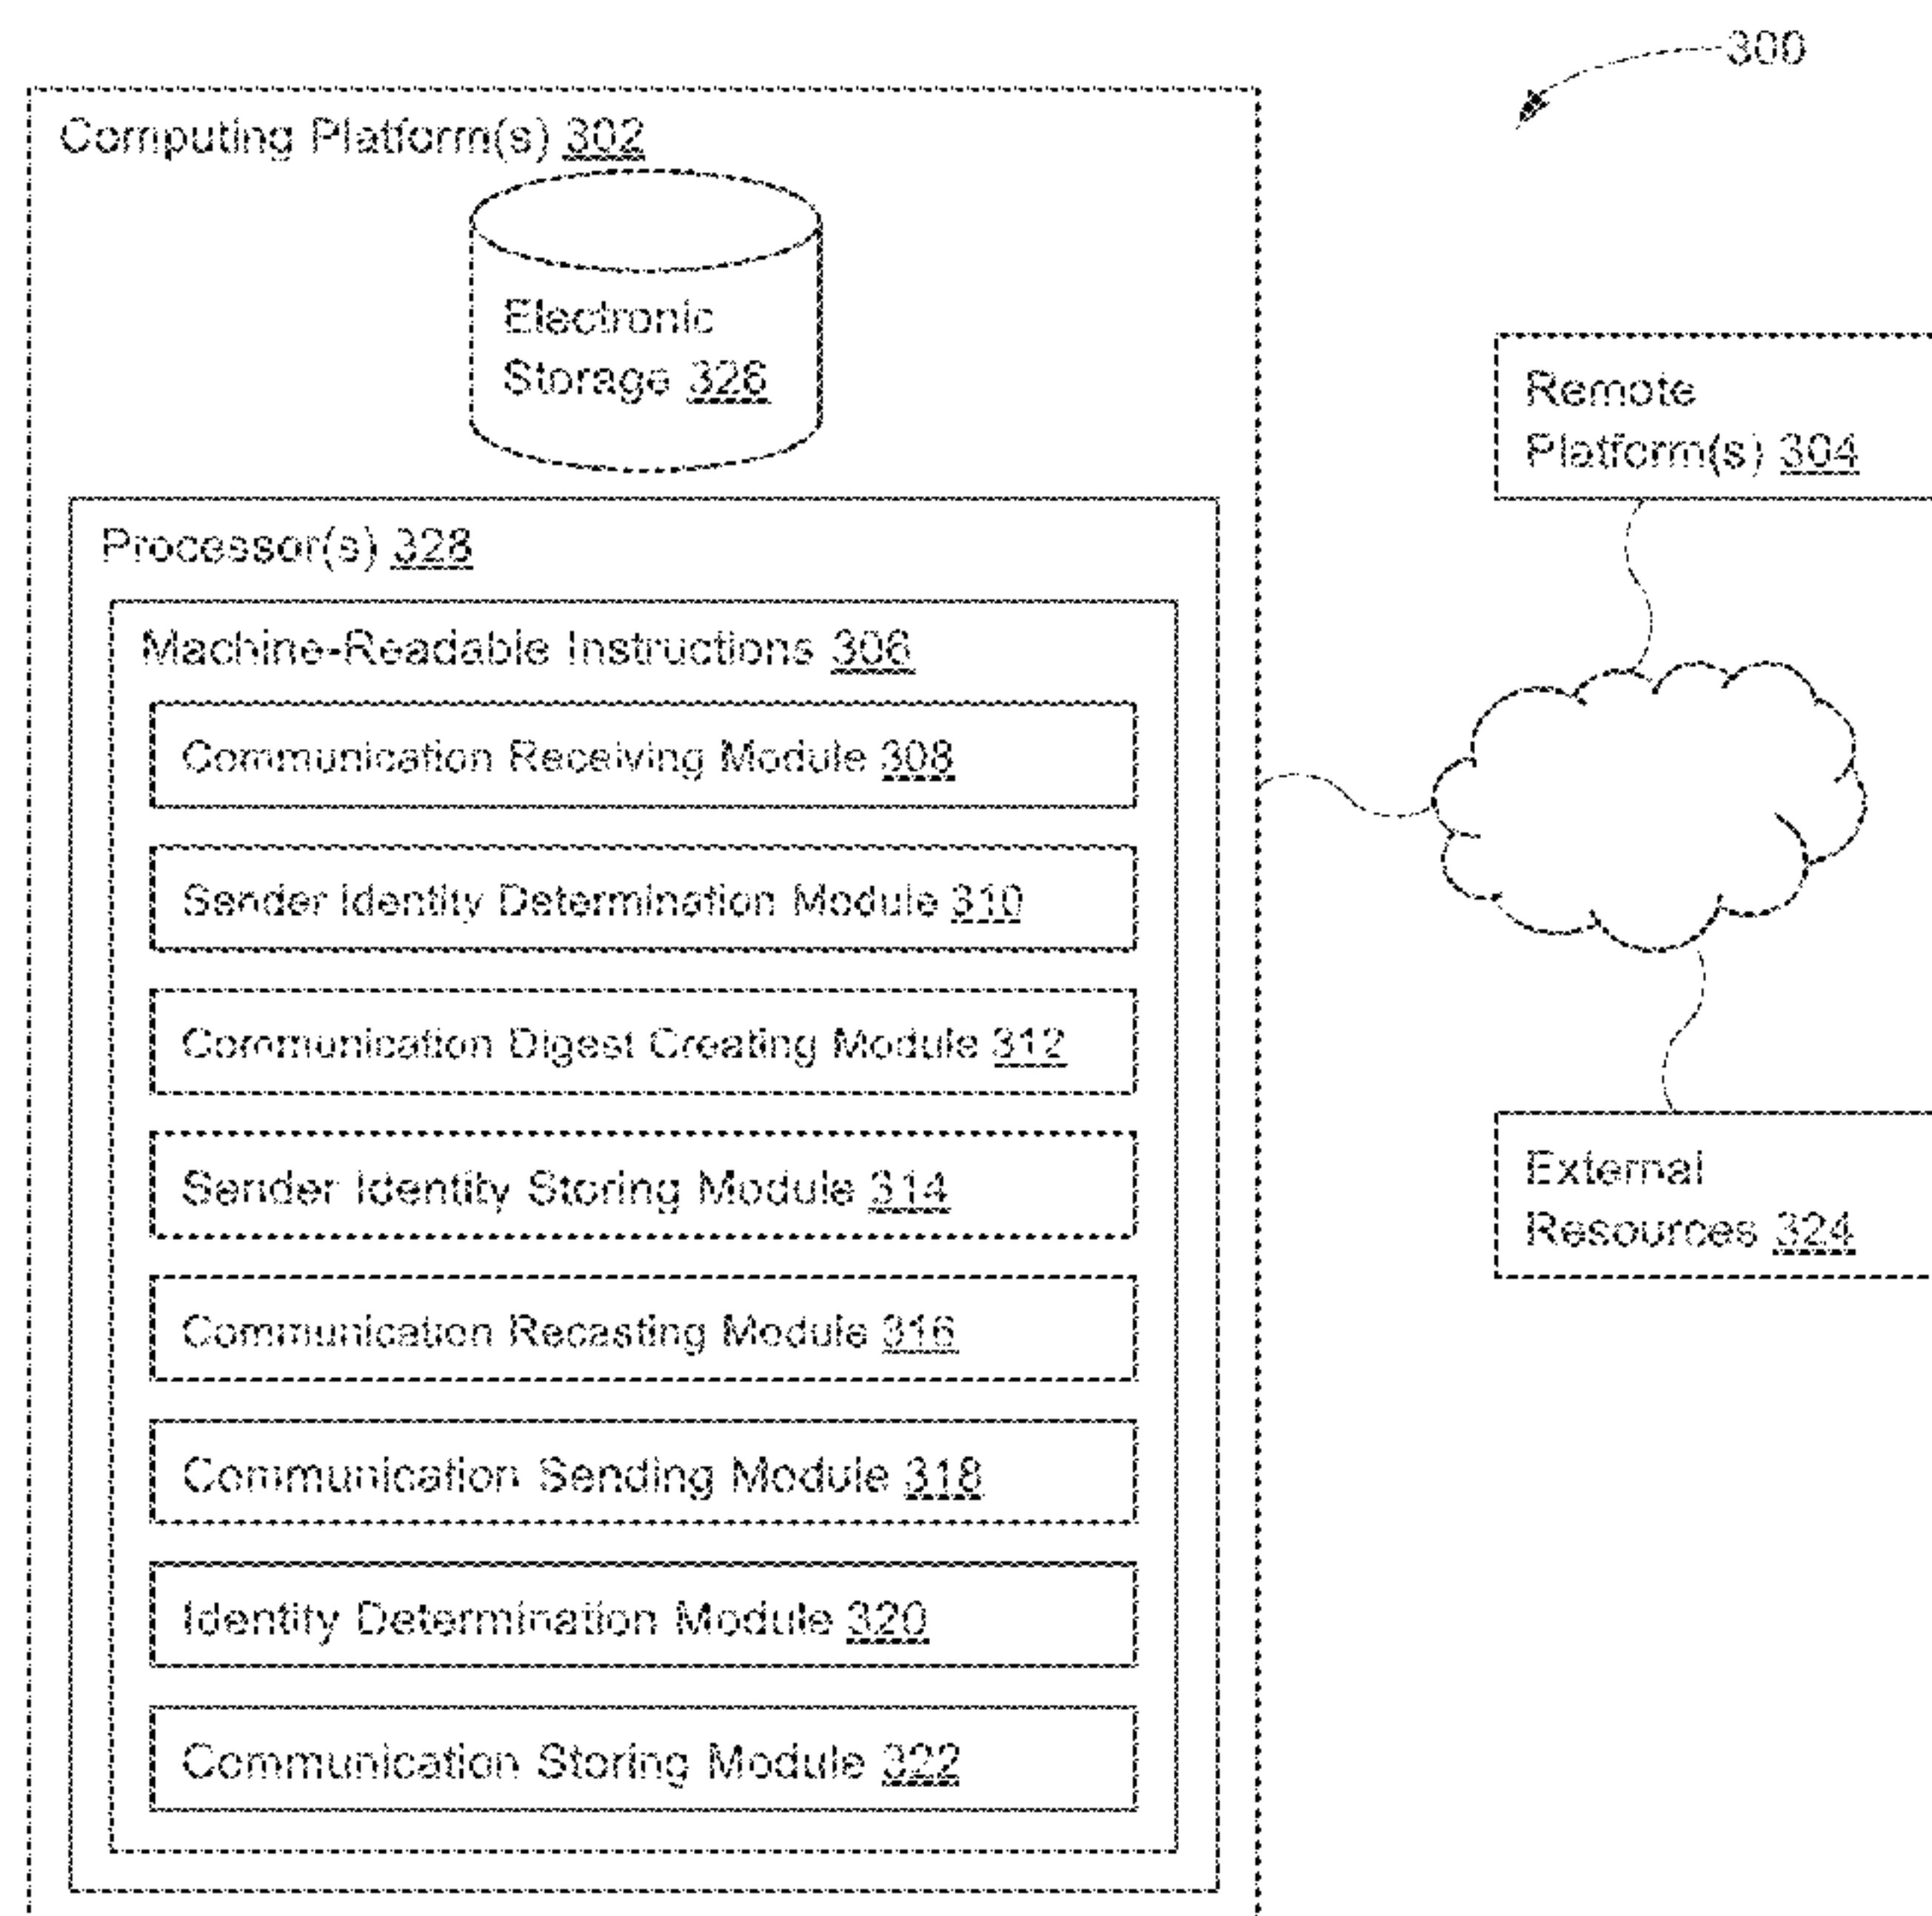 300
Computing Platform(s) 302
Electronic
Storage 326
Processor(s) 328
Machine-Readable Instructions 306
Communication Receiving Module 308
Sender Identity Determination Module 310
Communication Digest Creating Module 312
Sender Identity Storing Module 314
Communication Recasting Module 316
Communication Sending Module 318
Identity Determination Module 320
Communication Storing Module 322
Remote
Platform(s) 304
External
Resources 324